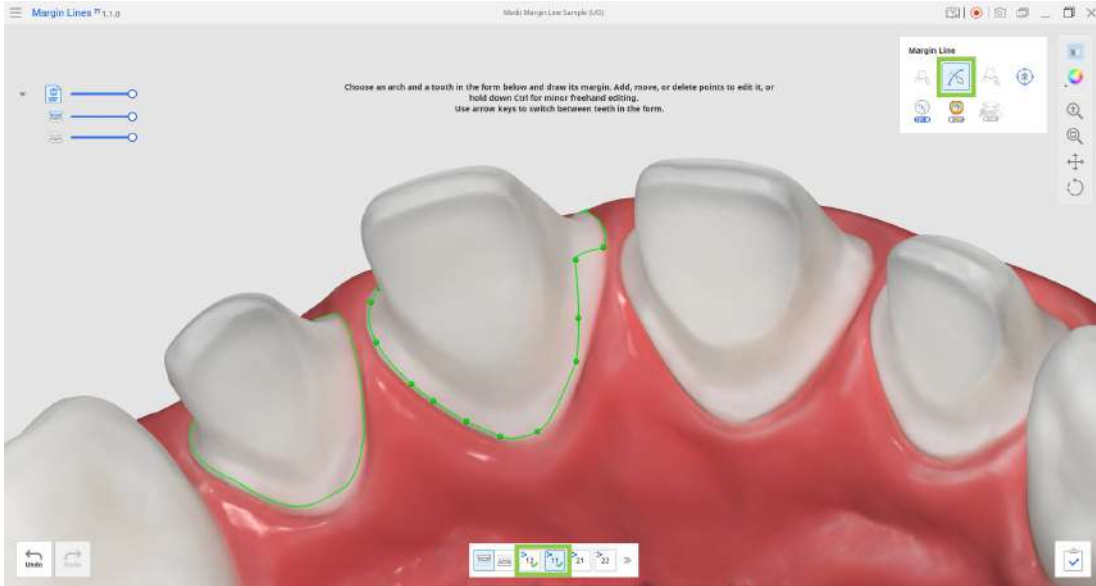 Margin Lines 1.1.0
Medit Margin Line Sample (UO)
Choose an arch and a tooth in the form below and draw its margin. Add, move, or delete points to edit it, or
hold down Ctrl for minor freehand editing.
Use arrow keys to switch between teeth in the form.
Margin Line
Undo
Redo
12
11
21
22